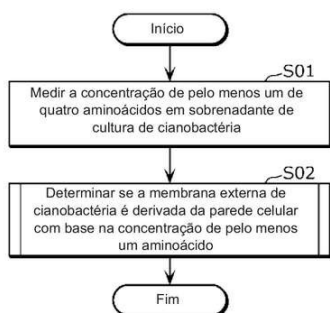 Início
S01
Medir a concentração de pelo menos um de
quatro aminoácidos em sobrenadante de
cultura de cianobactéria
S02
Determinar se a membrana externa de
cianobactéria é derivada da parede celular
com base na concentração de pelo menos
um aminoácido
Fim